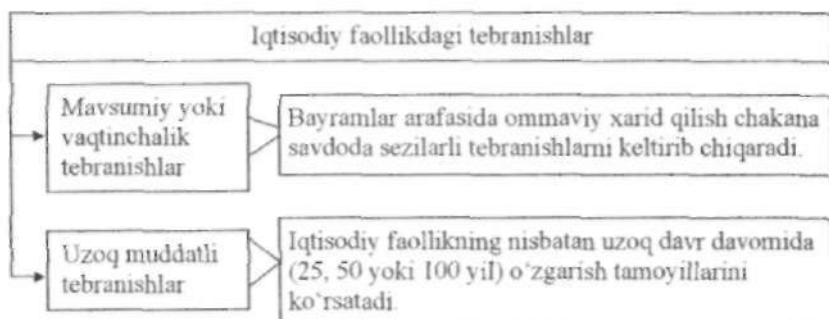 Iqtisodiy faollikdagi tebranishlar
Mavsumiy yoki
vaqtinchalik
tebranishlar
Bayramlar arafasida ommaviy xarid qilish chakana
savdoda sezilarli tebranishlarni keltirib chiqaradi.
Uzoq muddatli
tebranishlar
Iqtisodiy faollikning nisbatan uzoq davr davomida
(25, 50 yoki 100 yil) o‘zgarish tamoyillarini
ko‘rsatadi.